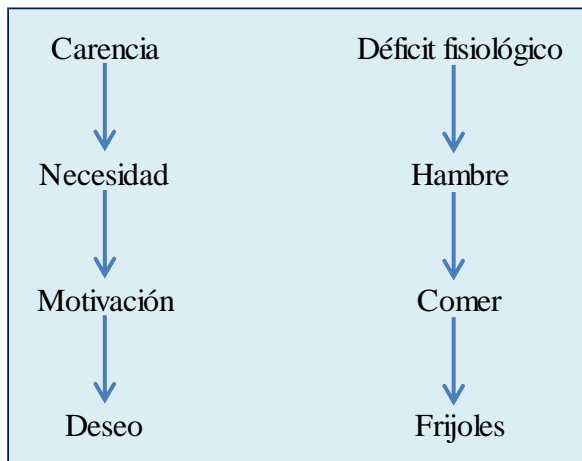 Carencia
Déficit fisiológico
Necesidad
Hambre
Motivación
Comer
Deseo
Frijoles